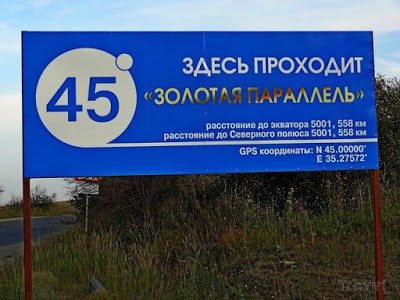 45
ЗДЕСЬ ПРОХОДИТ
«ЗОЛОТАЯ ПАРАЛЛЕЛЬ»
расстояние до экватора 5001, 558 км
расстояние до Северного полюса 5001, 558 км
GPS координаты: N 45.00000'
E 35.27572'